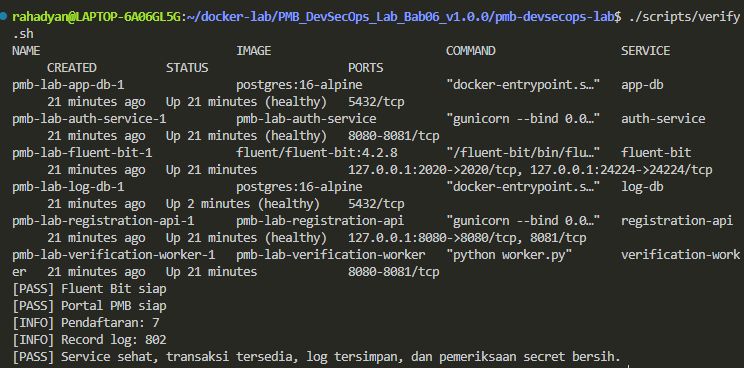 rahadyan@LAPTOP-6A06GL5G:~/docker-lab/PMB_DevSecOps_Lab_Bab06_v1.0.0/pmb-devsecops-lab$ ./scripts/verify
.sh
NAME IMAGE COMMAND SERVICE
CREATED STATUS PORTS
pmb-lab-app-db-1 postgres:16-alpine "docker-entrypoint.s…" app-db
21 minutes ago Up 21 minutes (healthy) 5432/tcp
pmb-lab-auth-service-1 pmb-lab-auth-service "gunicorn --bind 0.0…" auth-service
21 minutes ago Up 21 minutes (healthy) 8080-8081/tcp
pmb-lab-fluent-bit-1 fluent/fluent-bit:4.2.8 "/fluent-bit/bin/flu…" fluent-bit
21 minutes ago Up 21 minutes 127.0.0.1:2020->2020/tcp, 127.0.0.1:24224->24224/tcp
pmb-lab-log-db-1 postgres:16-alpine "docker-entrypoint.s…" log-db
21 minutes ago Up 2 minutes (healthy) 5432/tcp
pmb-lab-registration-api-1 pmb-lab-registration-api "gunicorn --bind 0.0…" registration-api
21 minutes ago Up 21 minutes (healthy) 127.0.0.1:8080->8080/tcp, 8081/tcp
pmb-lab-verification-worker-1 pmb-lab-verification-worker "python worker.py" verification-work
er 21 minutes ago Up 21 minutes 8080-8081/tcp
[PASS] Fluent Bit siap
[PASS] Portal PMB siap
[INFO] Pendaftaran: 7
[INFO] Record log: 802
[PASS] Service sehat, transaksi tersedia, log tersimpan, dan pemeriksaan secret bersih.